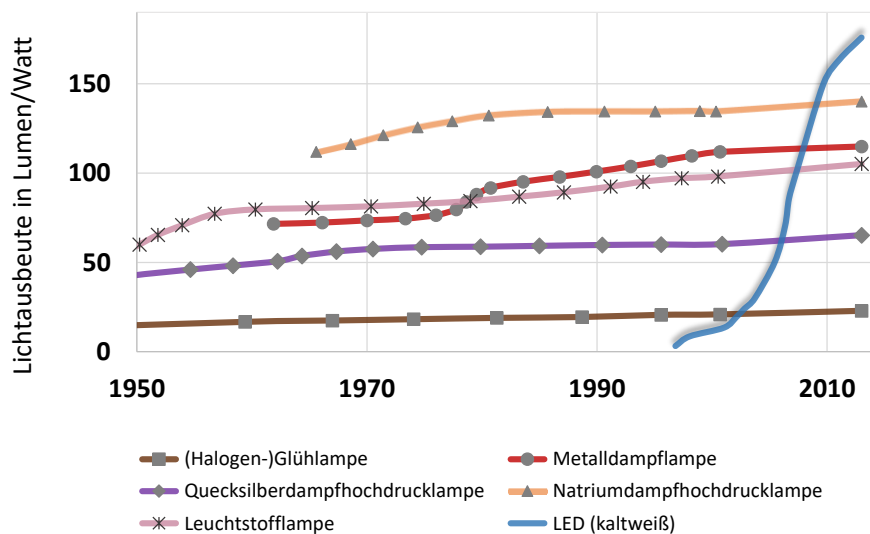 Lichtausbeute in Lumen/Watt
150
100
50
0
1950 1970 1990 2010
(Halogen-)Glühlampe Metalldampflampe
Quecksilberdampfhochdrucklampe Natriumdampfhochdrucklampe
Leuchtstofflampe LED (kaltweiß)